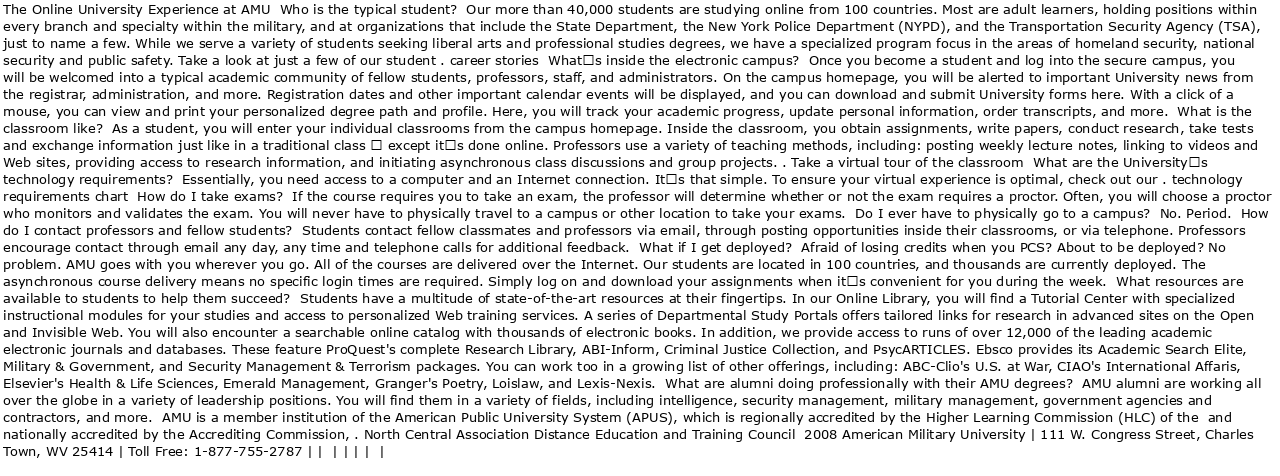 The Online University Experience at AMU  Who is the typical student?  Our more than 40,000 students are studying online from 100 countries. Most are adult learners, holding positions within
every branch and specialty within the military, and at organizations that include the State Department, the New York Police Department (NYPD), and the Transportation Security Agency (TSA),
just to name a few. While we serve a variety of students seeking liberal arts and professional studies degrees, we have a specialized program focus in the areas of homeland security, national
security and public safety. Take a look at just a few of our student . career stories  What□s inside the electronic campus?  Once you become a student and log into the secure campus, you
will be welcomed into a typical academic community of fellow students, professors, staff, and administrators. On the campus homepage, you will be alerted to important University news from
the registrar, administration, and more. Registration dates and other important calendar events will be displayed, and you can download and submit University forms here. With a click of a
mouse, you can view and print your personalized degree path and profile. Here, you will track your academic progress, update personal information, order transcripts, and more.  What is the
classroom like?  As a student, you will enter your individual classrooms from the campus homepage. Inside the classroom, you obtain assignments, write papers, conduct research, take tests
and exchange information just like in a traditional class □ except it□s done online. Professors use a variety of teaching methods, including: posting weekly lecture notes, linking to videos and
Web sites, providing access to research information, and initiating asynchronous class discussions and group projects. . Take a virtual tour of the classroom  What are the University□s
technology requirements?  Essentially, you need access to a computer and an Internet connection. It□s that simple. To ensure your virtual experience is optimal, check out our . technology
requirements chart  How do I take exams?  If the course requires you to take an exam, the professor will determine whether or not the exam requires a proctor. Often, you will choose a proctor
who monitors and validates the exam. You will never have to physically travel to a campus or other location to take your exams.  Do I ever have to physically go to a campus?  No. Period.  How
do I contact professors and fellow students?  Students contact fellow classmates and professors via email, through posting opportunities inside their classrooms, or via telephone. Professors
encourage contact through email any day, any time and telephone calls for additional feedback.  What if I get deployed?  Afraid of losing credits when you PCS? About to be deployed? No
problem. AMU goes with you wherever you go. All of the courses are delivered over the Internet. Our students are located in 100 countries, and thousands are currently deployed. The
asynchronous course delivery means no specific login times are required. Simply log on and download your assignments when it□s convenient for you during the week.  What resources are
available to students to help them succeed?  Students have a multitude of state-of-the-art resources at their fingertips. In our Online Library, you will find a Tutorial Center with specialized
instructional modules for your studies and access to personalized Web training services. A series of Departmental Study Portals offers tailored links for research in advanced sites on the Open
and Invisible Web. You will also encounter a searchable online catalog with thousands of electronic books. In addition, we provide access to runs of over 12,000 of the leading academic
electronic journals and databases. These feature ProQuest's complete Research Library, ABI-Inform, Criminal Justice Collection, and PsycARTICLES. Ebsco provides its Academic Search Elite,
Military & Government, and Security Management & Terrorism packages. You can work too in a growing list of other offerings, including: ABC-Clio's U.S. at War, CIAO's International Affaris,
Elsevier's Health & Life Sciences, Emerald Management, Granger's Poetry, Loislaw, and Lexis-Nexis.  What are alumni doing professionally with their AMU degrees?  AMU alumni are working all
over the globe in a variety of leadership positions. You will find them in a variety of fields, including intelligence, security management, military management, government agencies and
contractors, and more.  AMU is a member institution of the American Public University System (APUS), which is regionally accredited by the Higher Learning Commission (HLC) of the  and
nationally accredited by the Accrediting Commission, . North Central Association Distance Education and Training Council  2008 American Military University | 111 W. Congress Street, Charles
Town, WV 25414 | Toll Free: 1-877-755-2787 | |  | | | | |  |